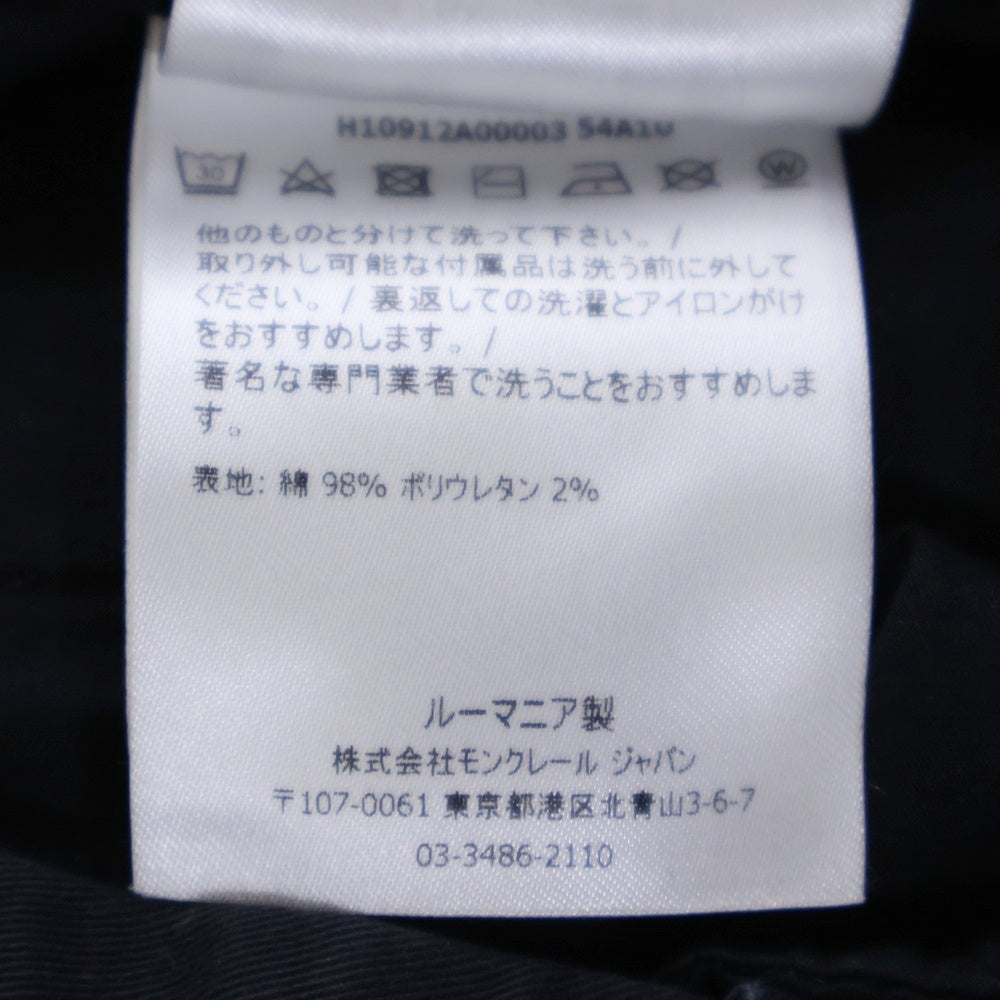 H10912A00003 54A10
30
W
他のものと分けて洗って下さい。/
取り外し可能な付属品は洗う前に外して
ください。/ 裏返しての洗濯とアイロンがけ
をおすすめします。/
著名な専門業者で洗うことをおすすめしま
す。
表地: 綿 98% ポリウレタン 2%
ルーマニア製
株式会社モンクレール ジャパン
〒107-0061 東京都港区北青山3-6-7
03-3486-2110